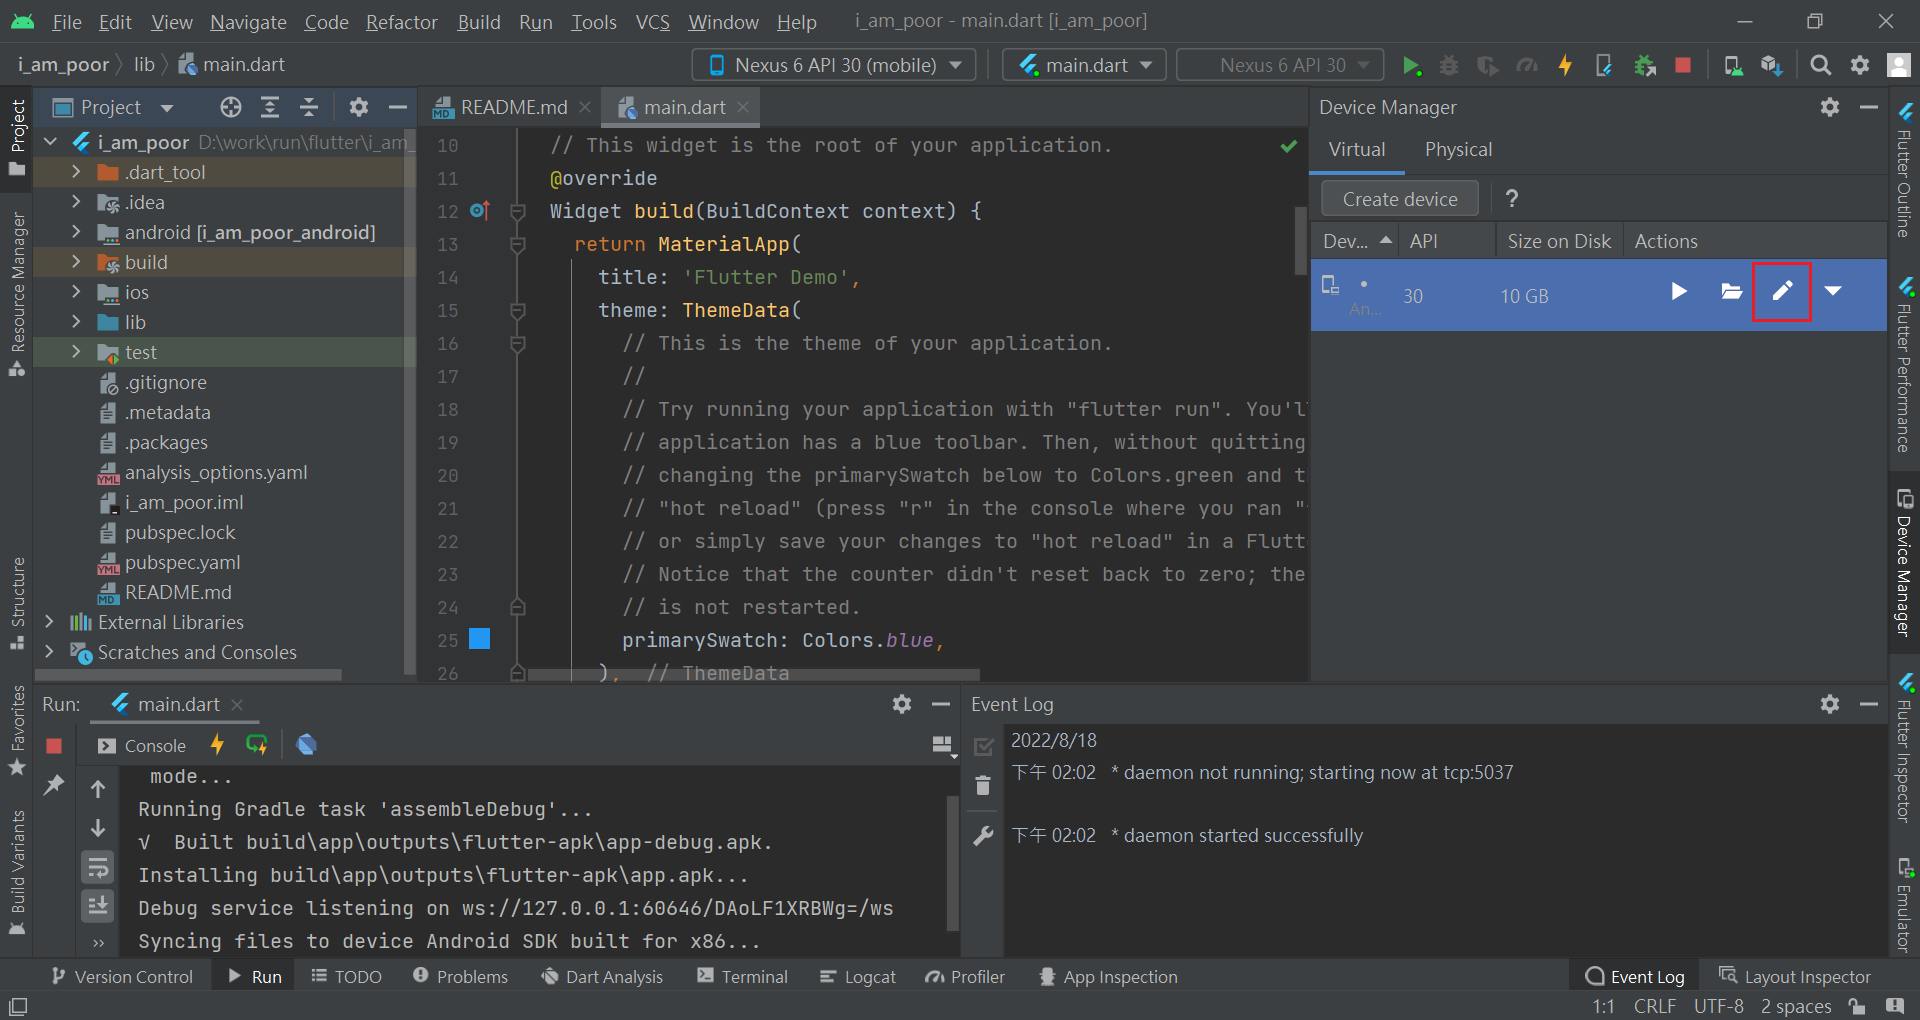 File Edit View Navigate Code Refactor Build Run Tools VCS Window Help i_am_poor - main.dart [i_am_poor]
i_am_poor lib main.dart Nexus 6 API 30 (mobile) main.dart Nexus 6 API 30
Project
Resource Manager
Structure
Favorites
Build Variants
Project
i_am_poor D:\work\run\flutter\i_am_
.dart_tool
.idea
android [i_am_poor_android]
build
ios
lib
test
.gitignore
.metadata
.packages
analysis_options.yaml
i_am_poor.iml
pubspec.lock
pubspec.yaml
README.md
External Libraries
Scratches and Consoles
README.md main.dart
10 // This widget is the root of your application.
11 @override
12 Widget build(BuildContext context) {
13 return MaterialApp(
14 title: 'Flutter Demo',
15 theme: ThemeData(
16 // This is the theme of your application.
17 //
18 // Try running your application with "flutter run". You'l
19 // application has a blue toolbar. Then, without quitting
20 // changing the primarySwatch below to Colors.green and t
21 // "hot reload" (press "r" in the console where you ran "
22 // or simply save your changes to "hot reload" in a Flutt
23 // Notice that the counter didn't reset back to zero; the
24 // is not restarted.
25 primarySwatch: Colors.blue,
26 ), // ThemeData
Device Manager
Virtual Physical
Create device ?
Dev... API Size on Disk Actions
An... 30 10 GB
Flutter Outline
Flutter Performance
Device Manager
Flutter Inspector
Emulator
Run: main.dart
Console
mode...
Running Gradle task 'assembleDebug'...
√ Built build\app\outputs\flutter-apk\app-debug.apk.
Installing build\app\outputs\flutter-apk\app.apk...
Debug service listening on ws://127.0.0.1:60646/DAoLF1XRBWg=/ws
Syncing files to device Android SDK built for x86...
Event Log
2022/8/18
下午 02:02 * daemon not running; starting now at tcp:5037
下午 02:02 * daemon started successfully
Version Control Run TODO Problems Dart Analysis Terminal Logcat Profiler App Inspection Event Log Layout Inspector
1:1 CRLF UTF-8 2 spaces